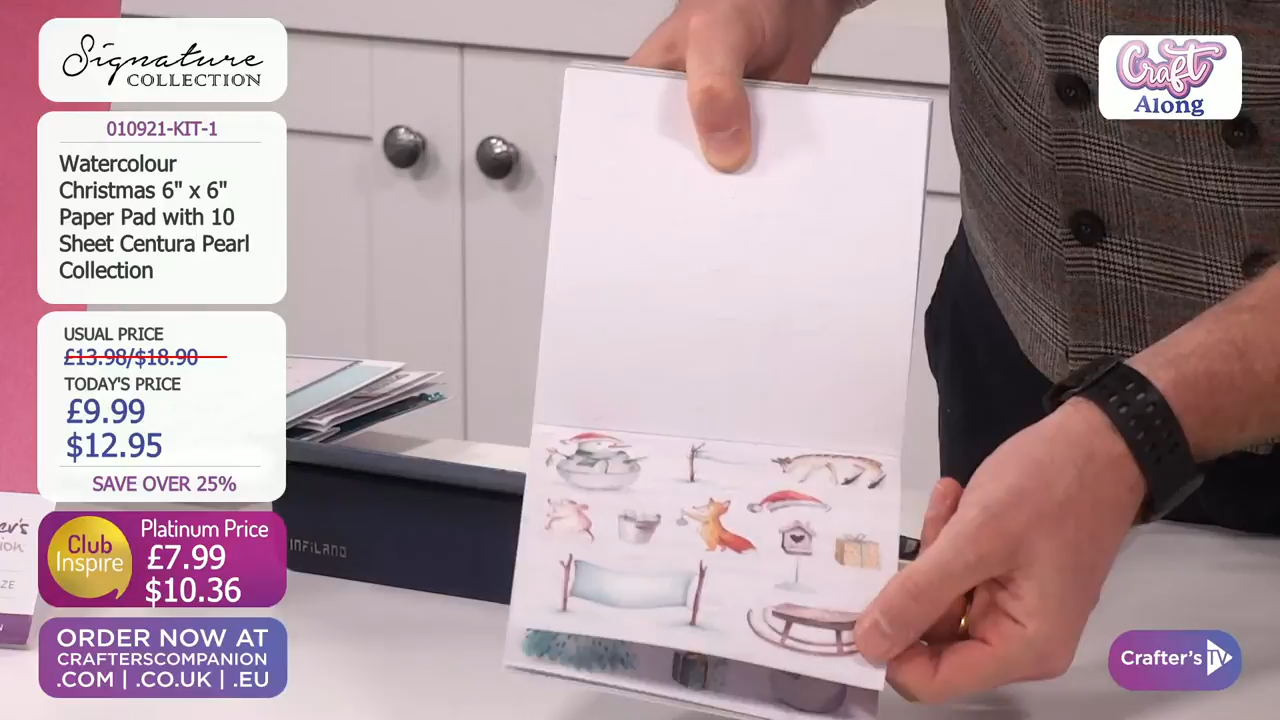 Signature
COLLECTION
010921-KIT-1
Watercolour
Christmas 6" x 6"
Paper Pad with 10
Sheet Centura Pearl
Collection
USUAL PRICE
£13.98/$18.90
TODAY'S PRICE
£9.99
$12.95
SAVE OVER 25%
Club
Inspire
Platinum Price
£7.99
$10.36
ORDER NOW AT
CRAFTERSCOMPANION
.COM | .CO.UK | .EU
INFILAND
Craft
Along
Crafter's TV